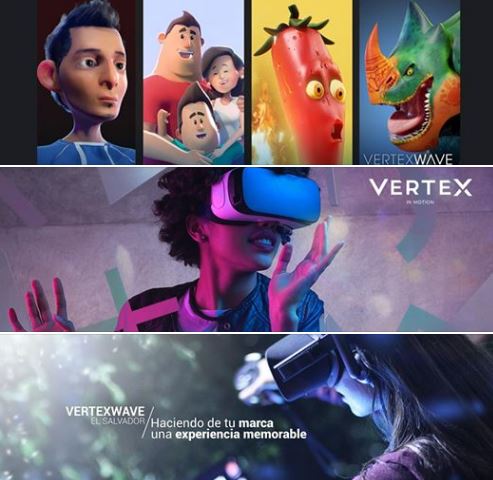 VERTEXWAVE
VERTEX
IN MOTION
VERTEXWAVE
EL SALVADOR
Haciendo de tu marca
una experiencia memorable